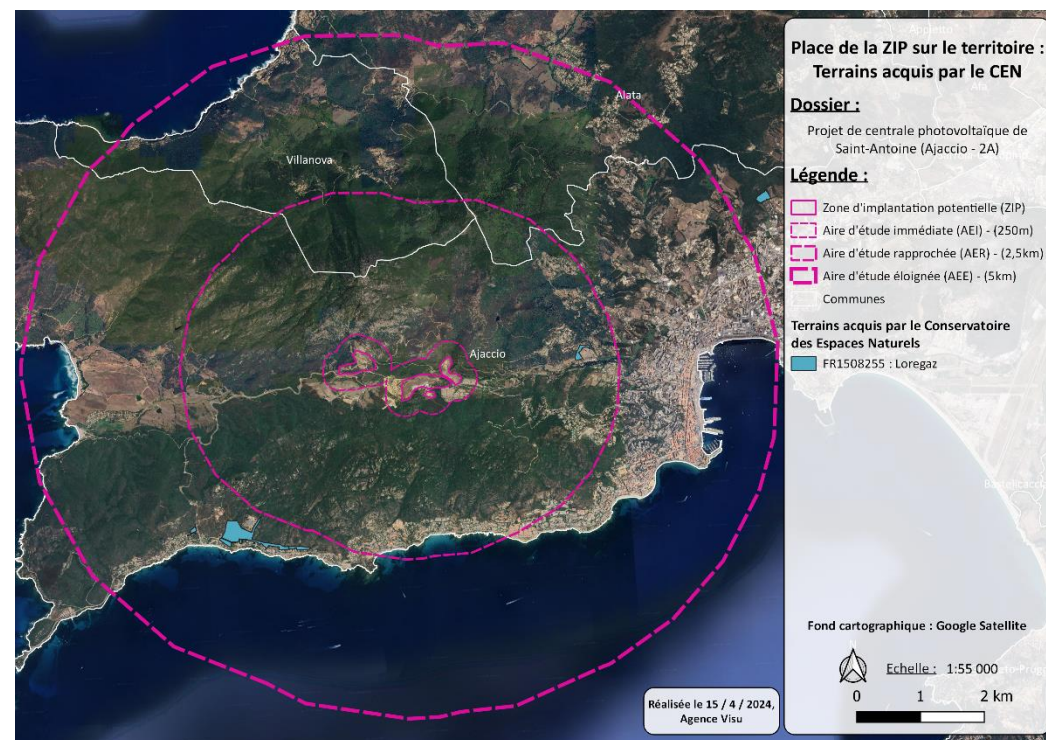 Place de la ZIP sur le territoire :
Terrains acquis par le CEN
Dossier :
Projet de centrale photovoltaïque de
Saint-Antoine (Ajaccio - 2A)
Légende :
Zone d'implantation potentielle (ZIP)
Aire d'étude immédiate (AEI) - (250m)
Aire d'étude rapprochée (AER) - (2,5km)
Aire d'étude éloignée (AEE) - (5km)
Communes
Terrains acquis par le Conservatoire
des Espaces Naturels
FR1508255 : Loregaz
Fond cartographique : Google Satellite
N
Echelle : 1:55 000
0 1 2 km
Réalisée le 15 / 4 / 2024,
Agence Visu
Alata
Villanova
Ajaccio